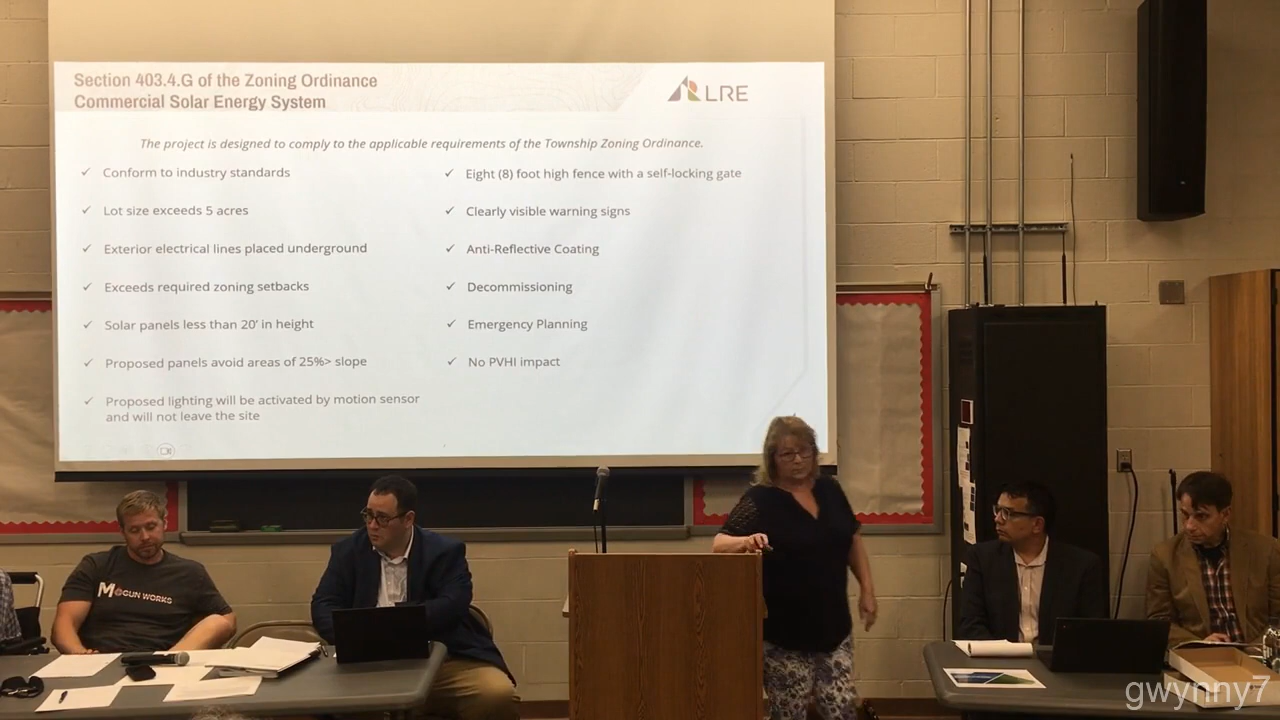 Section 403.4.G of the Zoning Ordinance
Commercial Solar Energy System
LRE
The project is designed to comply to the applicable requirements of the Township Zoning Ordinance.
✓ Conform to industry standards
✓ Lot size exceeds 5 acres
✓ Exterior electrical lines placed underground
✓ Exceeds required zoning setbacks
✓ Solar panels less than 20' in height
✓ Proposed panels avoid areas of 25%> slope
✓ Proposed lighting will be activated by motion sensor
and will not leave the site
✓ Eight (8) foot high fence with a self-locking gate
✓ Clearly visible warning signs
✓ Anti-Reflective Coating
✓ Decommissioning
✓ Emergency Planning
✓ No PVHI impact
MOGUN WORKS
gwynny7